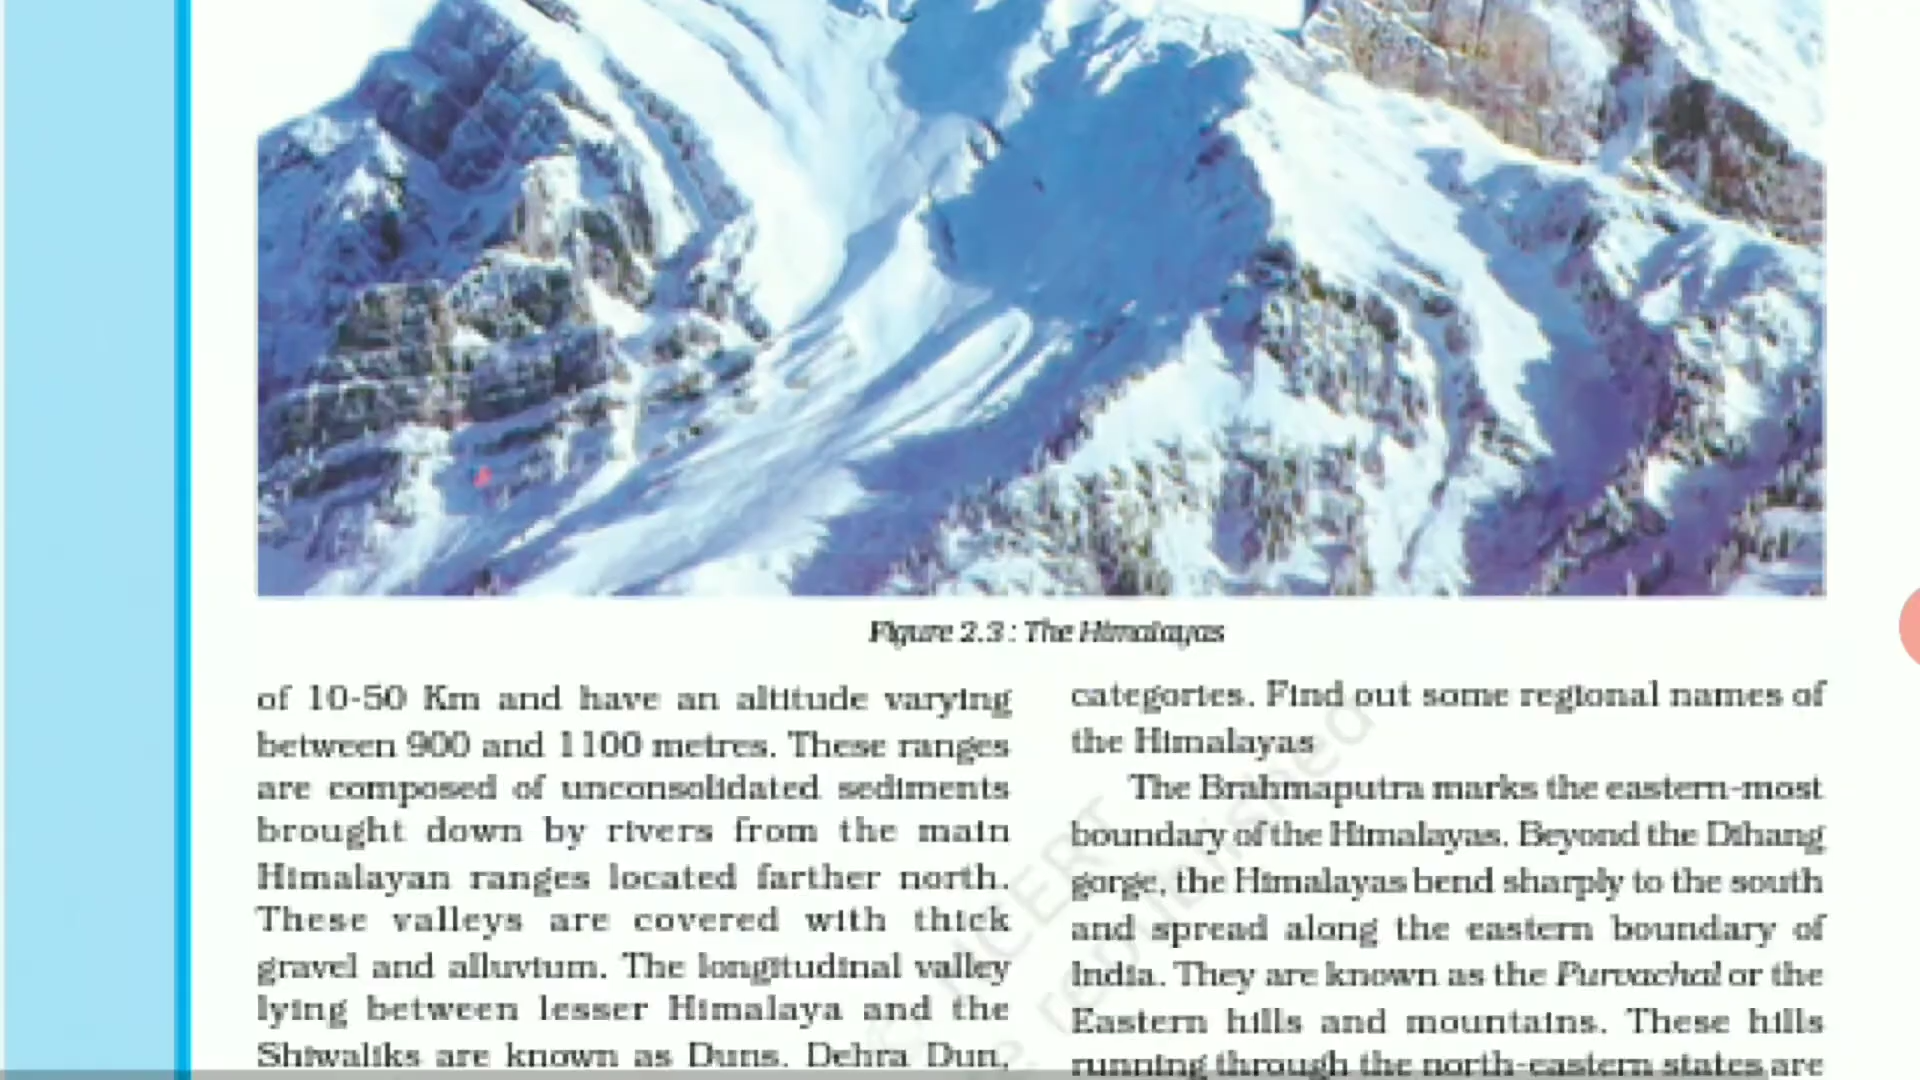 Figure 2.3 : The Himalayas
of 10-50 Km and have an altitude varying
between 900 and 1100 metres. These ranges
are composed of unconsolidated sediments
brought down by rivers from the main
Himalayan ranges located farther north.
These valleys are covered with thick
gravel and alluvium. The longitudinal valley
lying between lesser Himalaya and the
Shiwaliks are known as Duns. Dehra Dun,
categories. Find out some regional names of
the Himalayas
The Brahmaputra marks the eastern-most
boundary of the Himalayas. Beyond the Dihang
gorge, the Himalayas bend sharply to the south
and spread along the eastern boundary of
India. They are known as the Purvachal or the
Eastern hills and mountains. These hills
running through the north-eastern states are